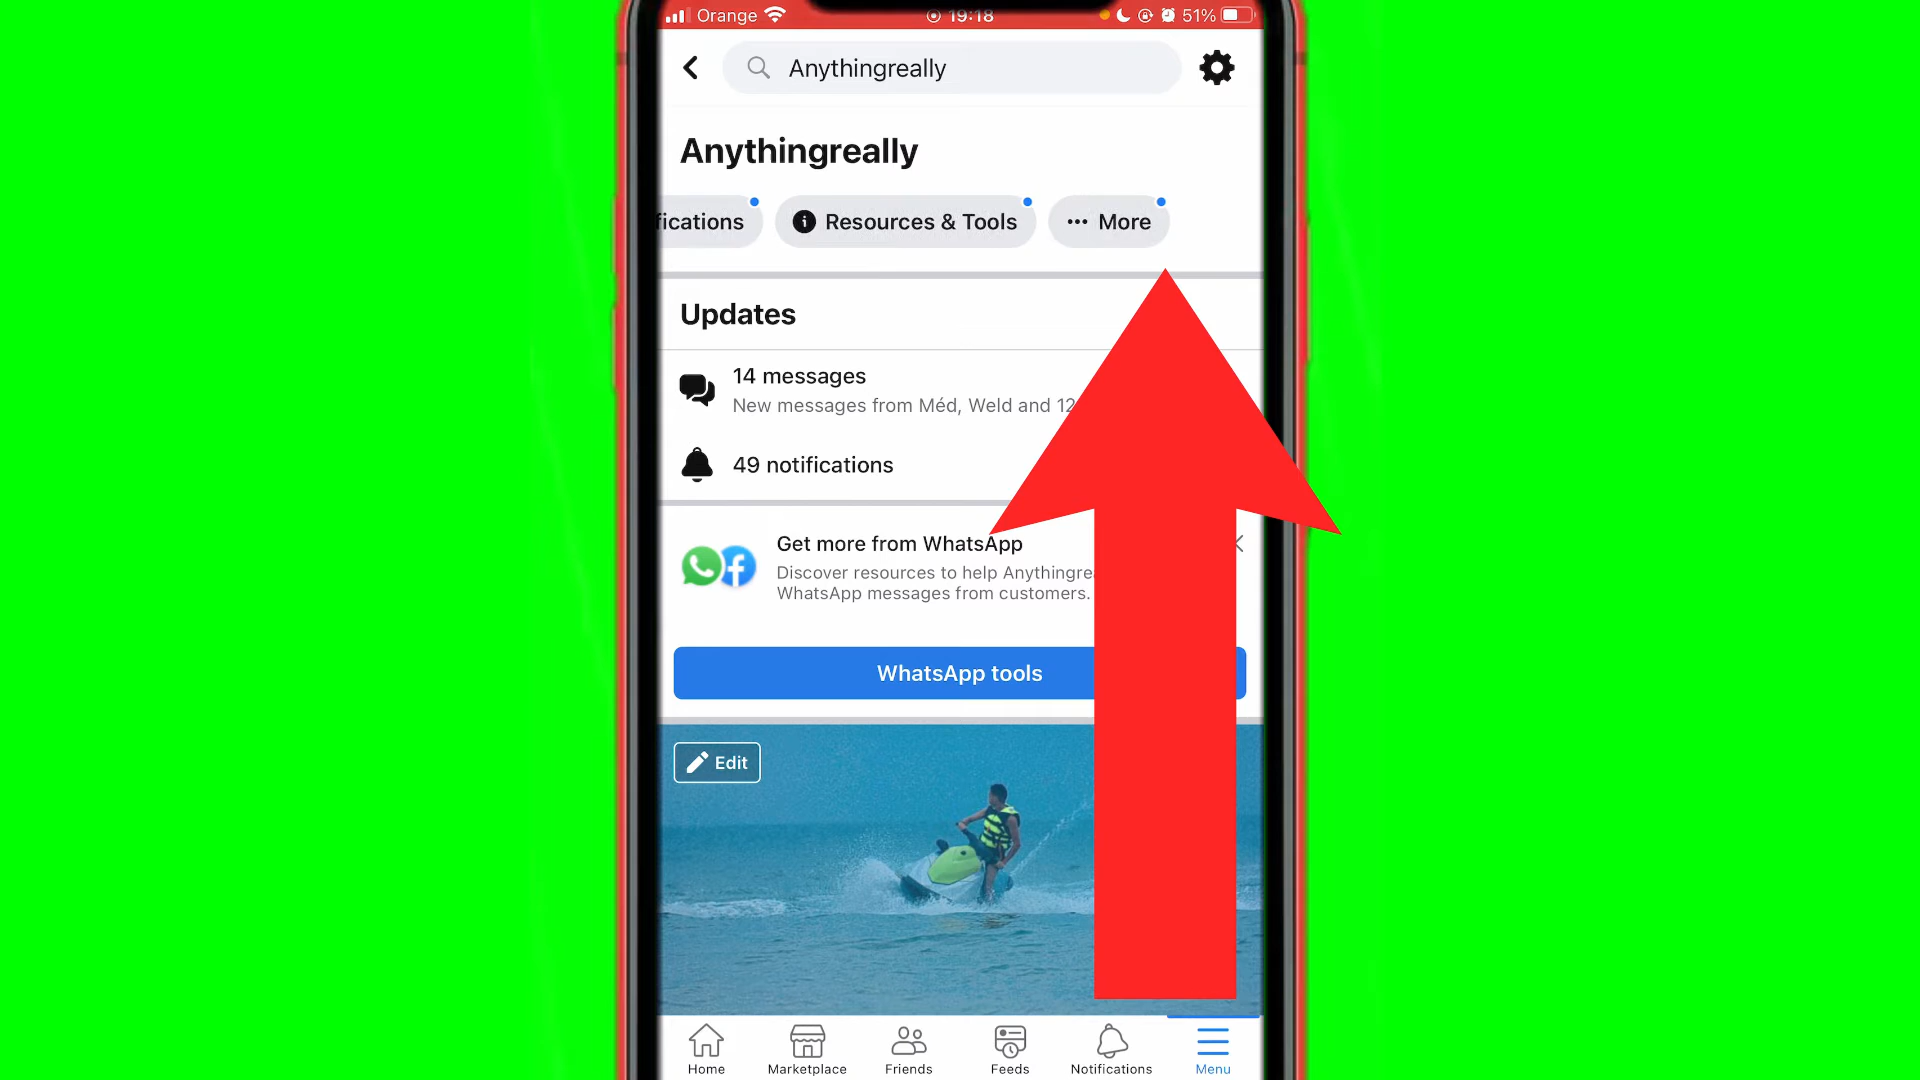 Orange 19:18 51%
Anythingreally
Anythingreally
fications Resources & Tools ••• More
Updates
14 messages
New messages from Méd, Weld and 12
49 notifications
Get more from WhatsApp
Discover resources to help Anythingre
WhatsApp messages from customers.
WhatsApp tools
Edit
Home Marketplace Friends Feeds Notifications Menu